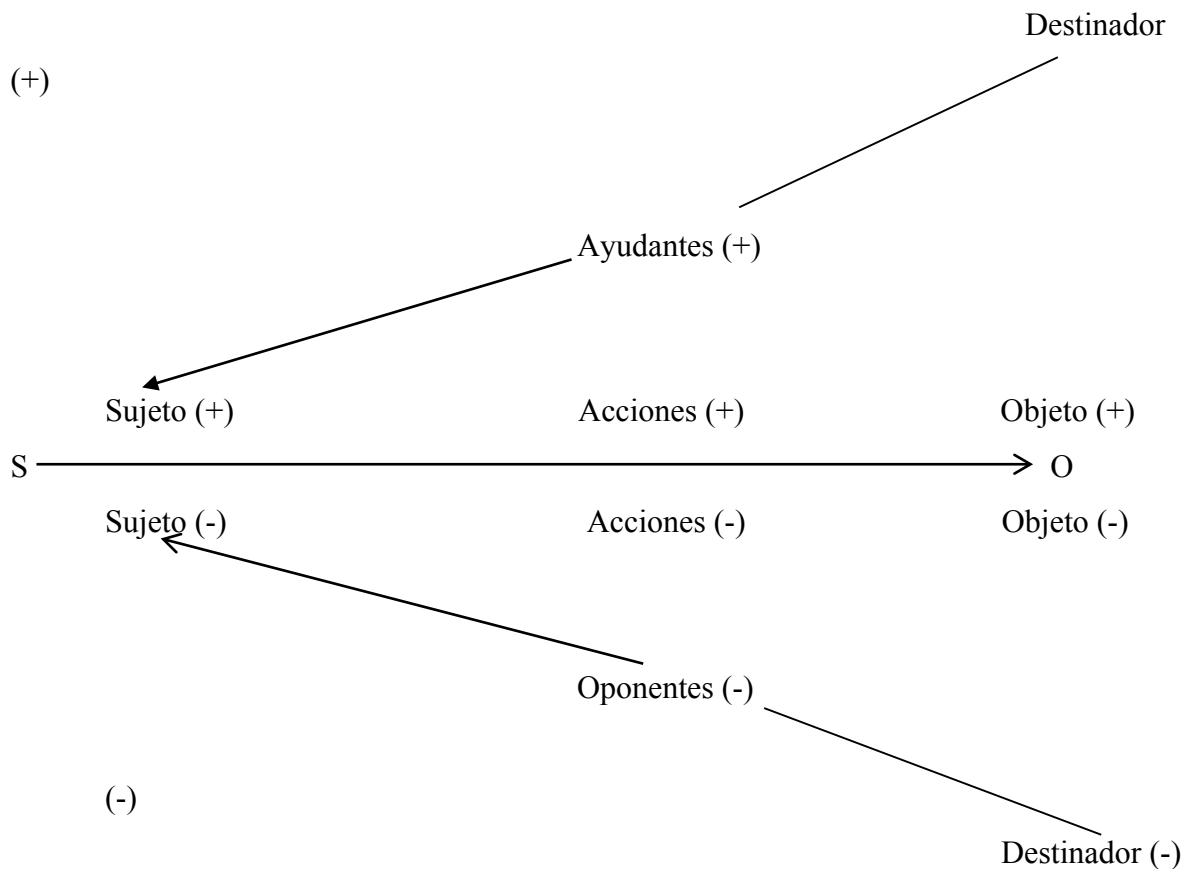 Destinador
(+)
Ayudantes (+)
Sujeto (+) Acciones (+) Objeto (+)
S O
Sujeto (-) Acciones (-) Objeto (-)
Oponentes (-)
(-)
Destinador (-)